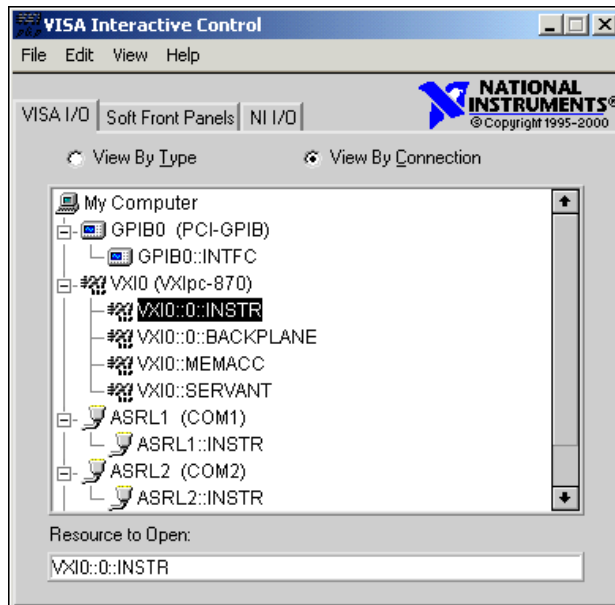 VISA Interactive Control
File Edit View Help
NATIONAL
INSTRUMENTS®
© Copyright 1995-2000
VISA I/O Soft Front Panels NI I/O
View By Type View By Connection
My Computer
GPIB0 (PCI-GPIB)
GPIB0::INTFC
VXI0 (VXIpc-870)
VXI0::0::INSTR
VXI0::0::BACKPLANE
VXI0::MEMACC
VXI0::SERVANT
ASRL1 (COM1)
ASRL1::INSTR
ASRL2 (COM2)
ASRL2::INSTR
Resource to Open:
VXI0::0::INSTR